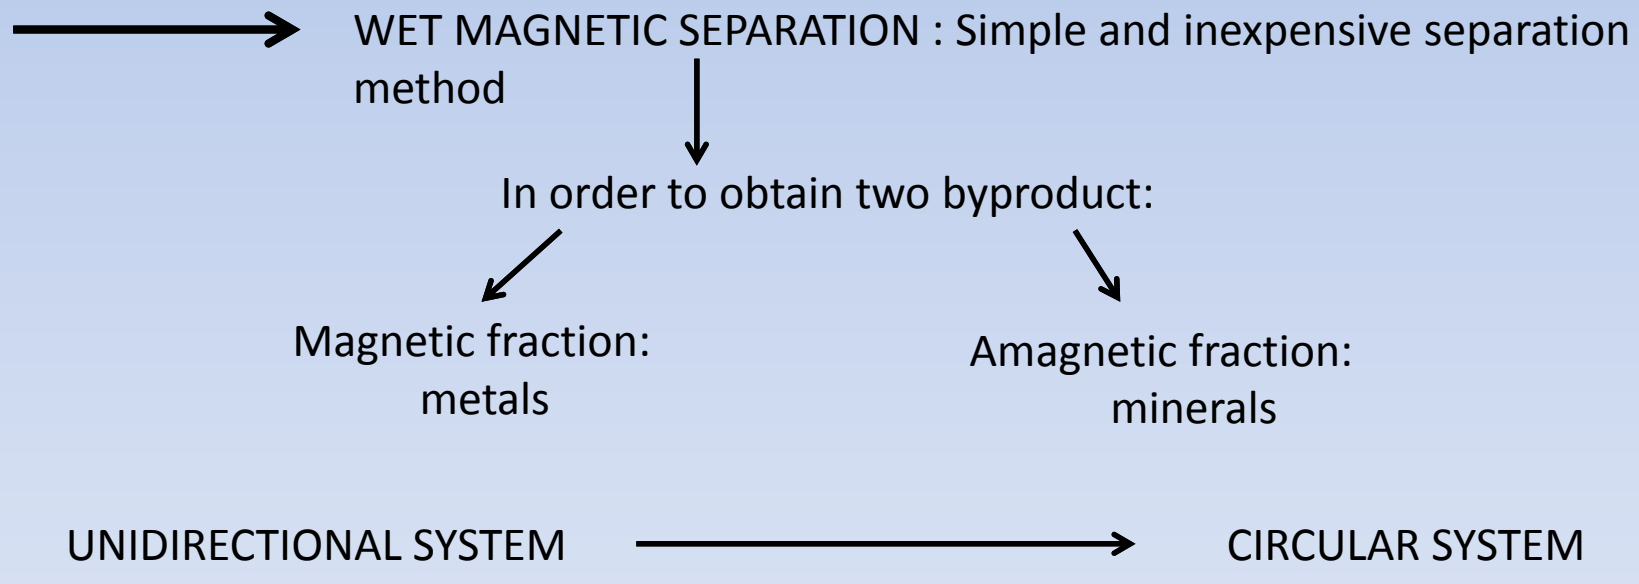 WET MAGNETIC SEPARATION : Simple and inexpensive separation
method
In order to obtain two byproduct:
Magnetic fraction:
metals
Amagnetic fraction:
minerals
UNIDIRECTIONAL SYSTEM
CIRCULAR SYSTEM